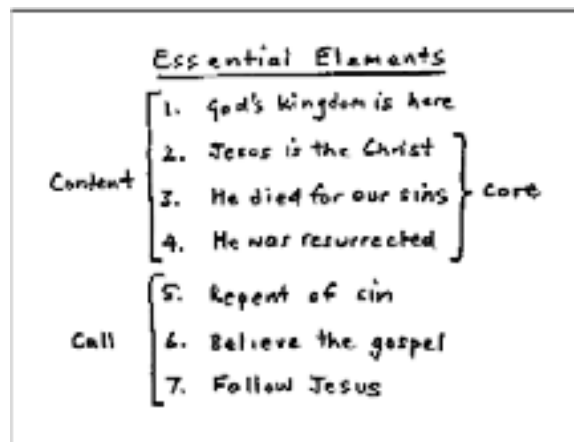 Essential Elements
1. God's kingdom is here
2. Jesus is the Christ
Content
3. He died for our sins
Core
4. He was resurrected
5. Repent of sin
Call
6. Believe the gospel
7. Follow Jesus